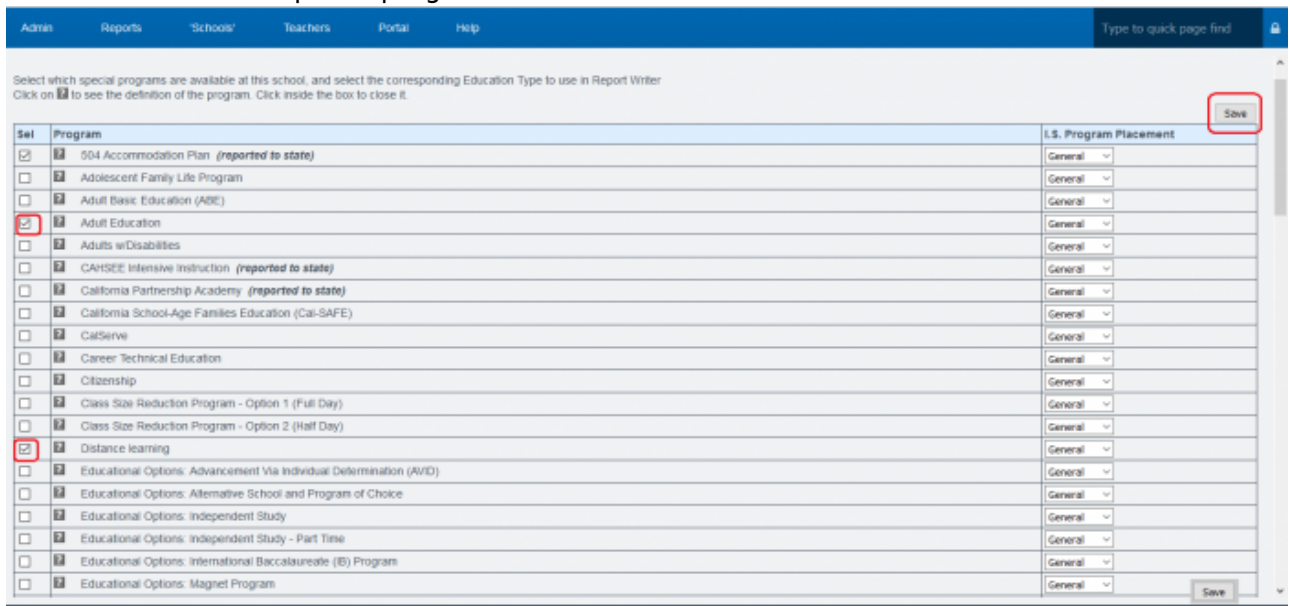 Admin Reports 'Schools' Teachers Portal Help Type to quick page find
Select which special programs are available at this school, and select the corresponding Education Type to use in Report Writer
Click on ? to see the definition of the program. Click inside the box to close it.
Save
Sel Program I.S. Program Placement
? 504 Accommodation Plan (reported to state) General
? Adolescent Family Life Program General
? Adult Basic Education (ABE) General
? Adult Education General
? Adults w/Disabilities General
? CAHSEE Intensive Instruction (reported to state) General
? California Partnership Academy (reported to state) General
? California School-Age Families Education (Cal-SAFE) General
? CalServe General
? Career Technical Education General
? Citizenship General
? Class Size Reduction Program - Option 1 (Full Day) General
? Class Size Reduction Program - Option 2 (Half Day) General
? Distance learning General
? Educational Options: Advancement Via Individual Determination (AVID) General
? Educational Options: Alternative School and Program of Choice General
? Educational Options: Independent Study General
? Educational Options: Independent Study - Part Time General
? Educational Options: International Baccalaureate (IB) Program General
? Educational Options: Magnet Program General
Save